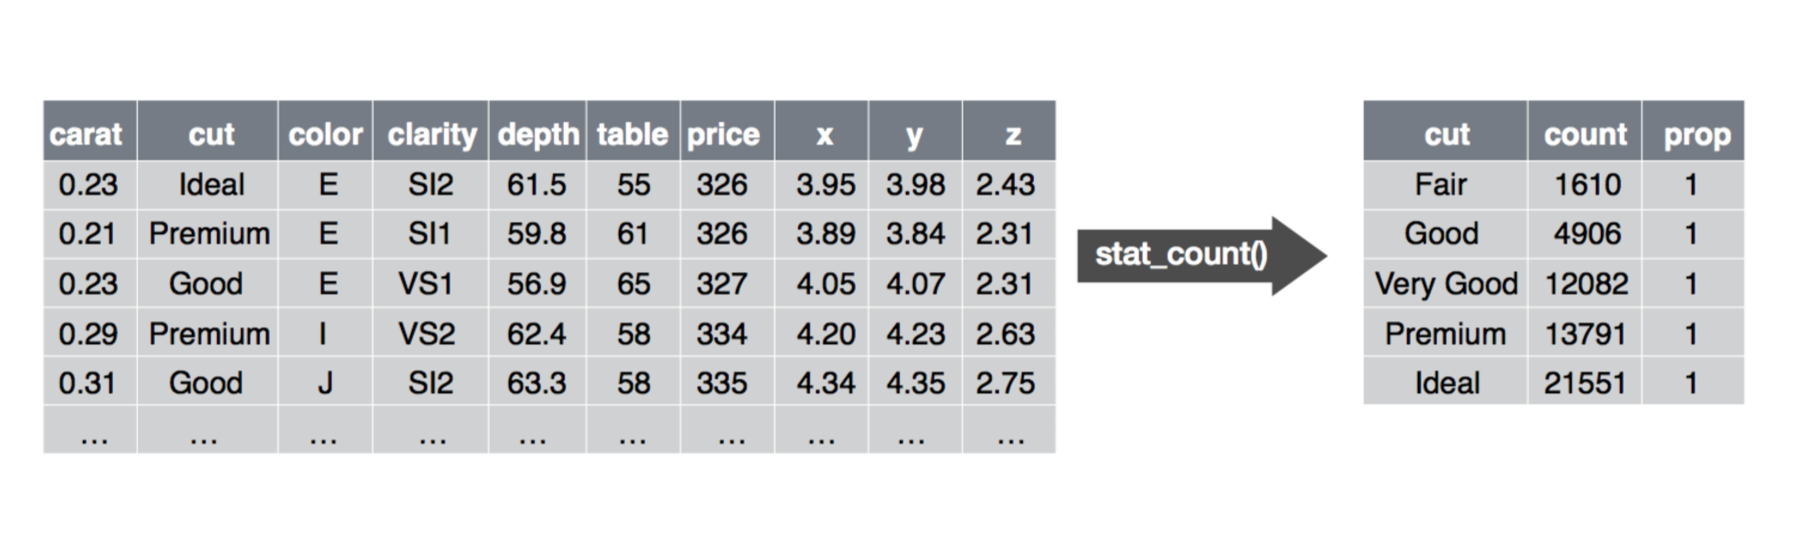 carat cut color clarity depth table price x y z
0.23 Ideal E SI2 61.5 55 326 3.95 3.98 2.43
0.21 Premium E SI1 59.8 61 326 3.89 3.84 2.31
0.23 Good E VS1 56.9 65 327 4.05 4.07 2.31
0.29 Premium I VS2 62.4 58 334 4.20 4.23 2.63
0.31 Good J SI2 63.3 58 335 4.34 4.35 2.75
... ... ... ... ... ... ... ... ... ...
stat_count()
cut count prop
Fair 1610 1
Good 4906 1
Very Good 12082 1
Premium 13791 1
Ideal 21551 1